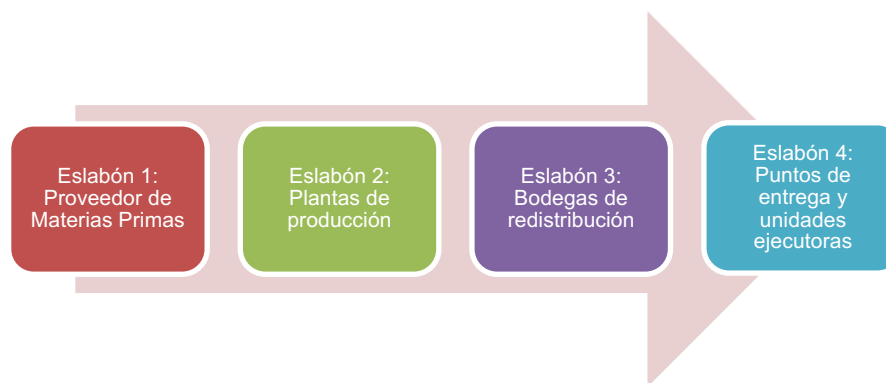 Eslabón 1:
Proveedor de
Materias Primas
Eslabón 2:
Plantas de
producción
Eslabón 3:
Bodegas de
redistribución
Eslabón 4:
Puntos de
entrega y
unidades
ejecutoras